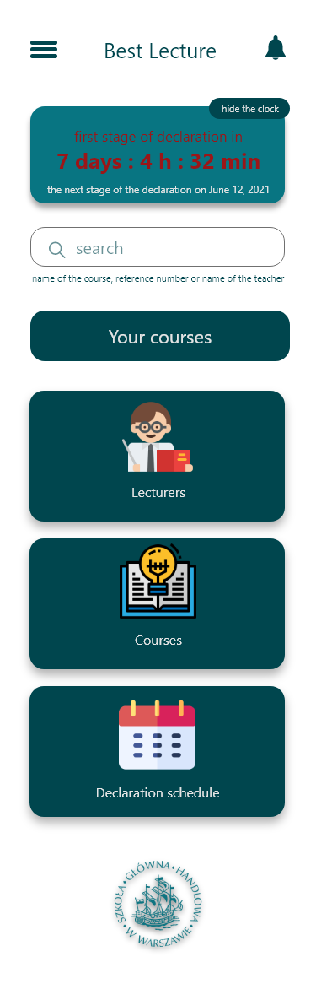 Best Lecture
hide the clock
first stage of declaration in
7 days : 4 h : 32 min
the next stage of the declaration on June 12, 2021
search
name of the course, reference number or name of the teacher
Your courses
Lecturers
Courses
Declaration schedule
SZKOŁA • GŁÓWNA • HANDLOWA • W WARSZAWIE •